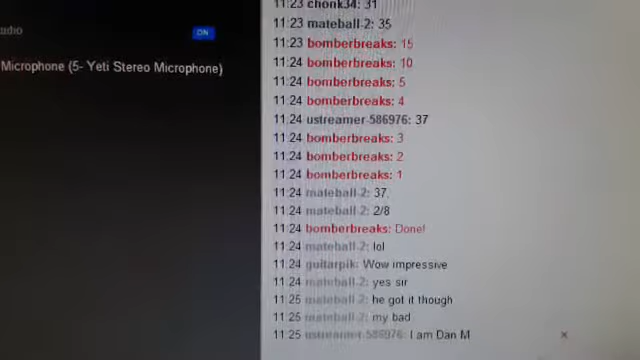 udio
ON
Microphone (5- Yeti Stereo Microphone)
11:23 chonk34: 31
11:23 mateball-2: 35
11:23 bomberbreaks: 15
11:24 bomberbreaks: 10
11:24 bomberbreaks: 5
11:24 bomberbreaks: 4
11:24 ustreamer-586976: 37
11:24 bomberbreaks: 3
11:24 bomberbreaks: 2
11:24 bomberbreaks: 1
11:24 mateball-2: 37
11:24 mateball-2: 2/8
11:24 bomberbreaks: Done!
11:24 mateball-2: lol
11:24 guitarpik: Wow impressive
11:24 mateball-2: yes sir
11:25 mateball-2: he got it though
11:25 mateball-2: my bad
11:25 ustreamer-586976: I am Dan M